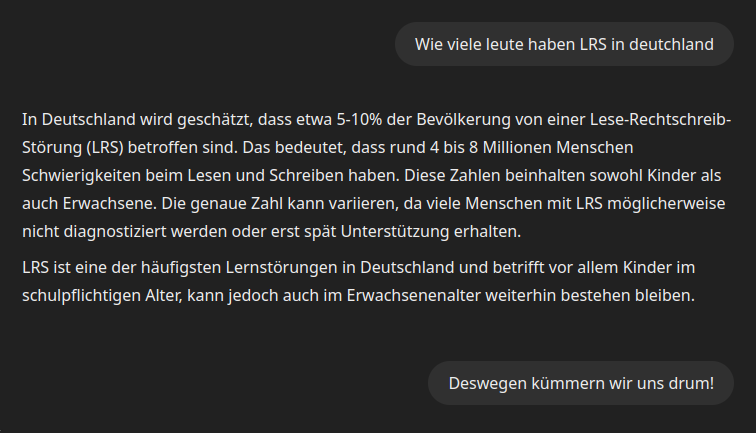 Wie viele leute haben LRS in deutchland
In Deutschland wird geschätzt, dass etwa 5-10% der Bevölkerung von einer Lese-Rechtschreib-
Störung (LRS) betroffen sind. Das bedeutet, dass rund 4 bis 8 Millionen Menschen
Schwierigkeiten beim Lesen und Schreiben haben. Diese Zahlen beinhalten sowohl Kinder als
auch Erwachsene. Die genaue Zahl kann variieren, da viele Menschen mit LRS möglicherweise
nicht diagnostiziert werden oder erst spät Unterstützung erhalten.
LRS ist eine der häufigsten Lernstörungen in Deutschland und betrifft vor allem Kinder im
schulpflichtigen Alter, kann jedoch auch im Erwachsenenalter weiterhin bestehen bleiben.
Deswegen kümmern wir uns drum!